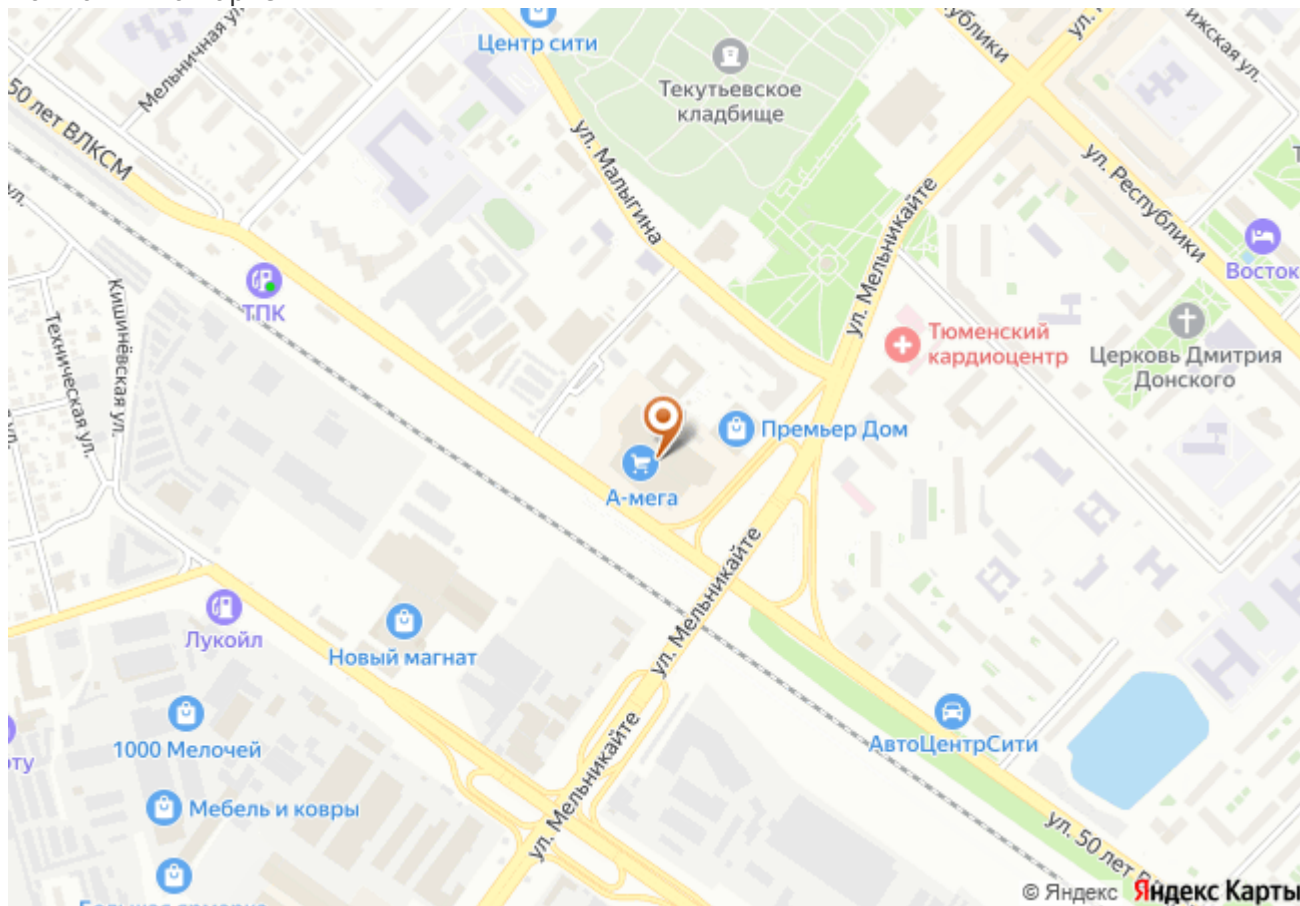 Центр сити
Мельничная ул.
50 лет ВЛКСМ
Текутьевское
кладбище
ул. Малыгина
ул. Мельникайте
ул. Республики
Восток
ТПК
Кишинёвская ул.
Техническая ул.
Тюменский
кардиоцентр
Церковь Дмитрия
Донского
Премьер Дом
А-мега
ул. Мельникайте
Лукойл
Новый магнат
1000 Мелочей
АвтоЦентрСити
Мебель и ковры
ул. Мельникайте
ул. 50 лет
© Яндекс Яндекс Карты